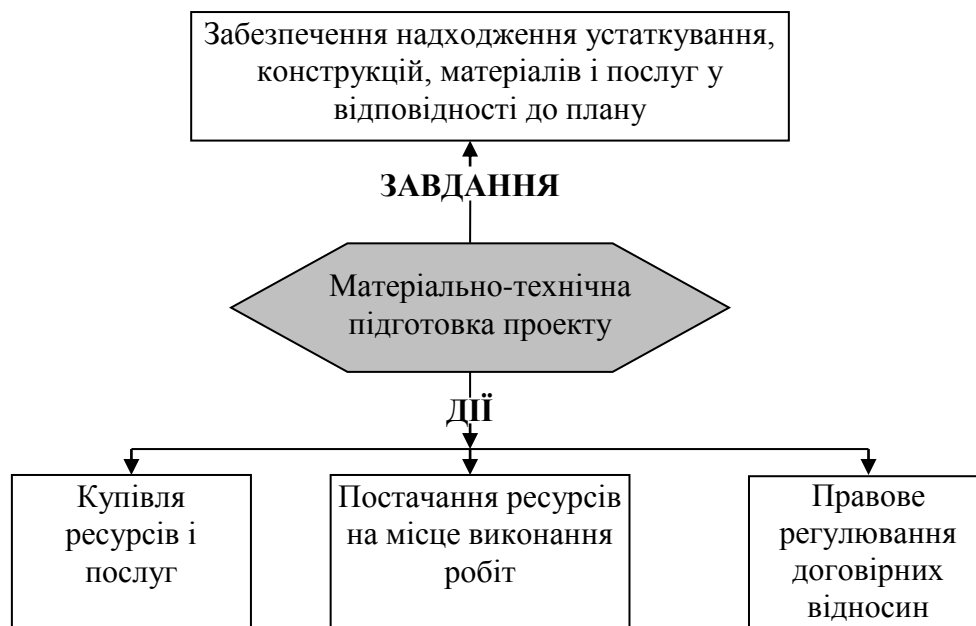 Забезпечення надходження устаткування,
конструкцій, матеріалів і послуг у
відповідності до плану
ЗАВДАННЯ
Матеріально-технічна
підготовка проекту
ДІЇ
Купівля
ресурсів і
послуг
Постачання ресурсів
на місце виконання
робіт
Правове
регулювання
договірних
відносин